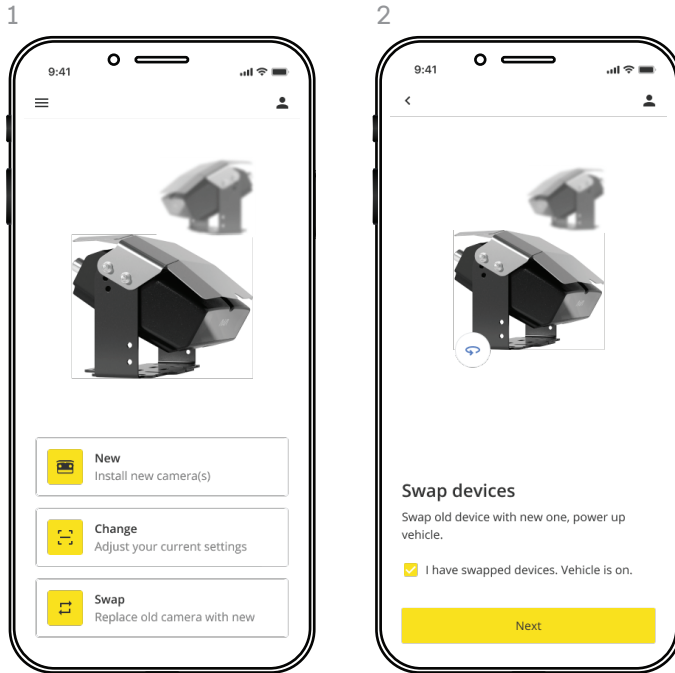 1
9:41
New
Install new camera(s)
Change
Adjust your current settings
Swap
Replace old camera with new
2
9:41
Swap devices
Swap old device with new one, power up
vehicle.
I have swapped devices. Vehicle is on.
Next